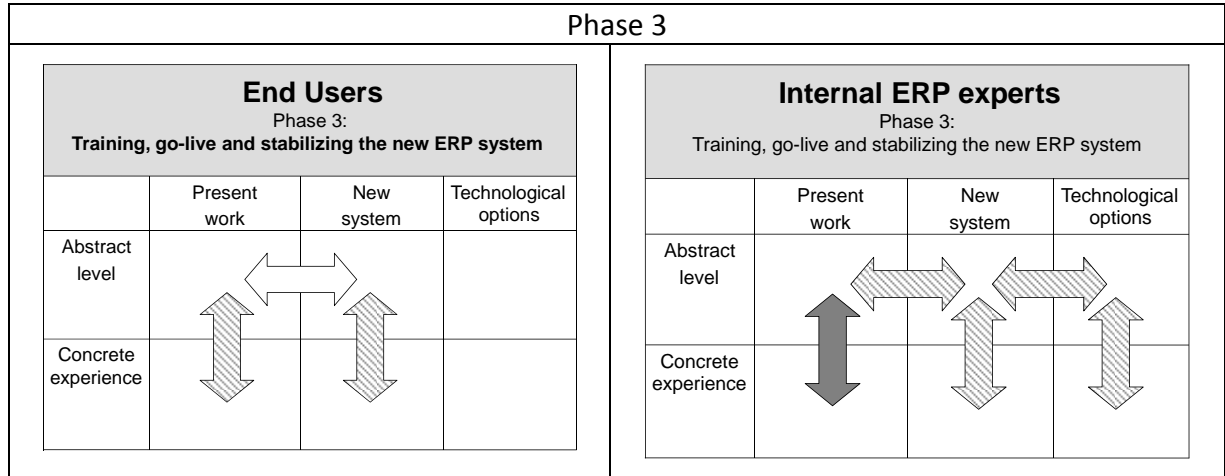 Phase 3
End Users
Phase 3:
Training, go-live and stabilizing the new ERP system
Present
work
New
system
Technological
options
Abstract
level
Concrete
experience
Internal ERP experts
Phase 3:
Training, go-live and stabilizing the new ERP system
Present
work
New
system
Technological
options
Abstract
level
Concrete
experience